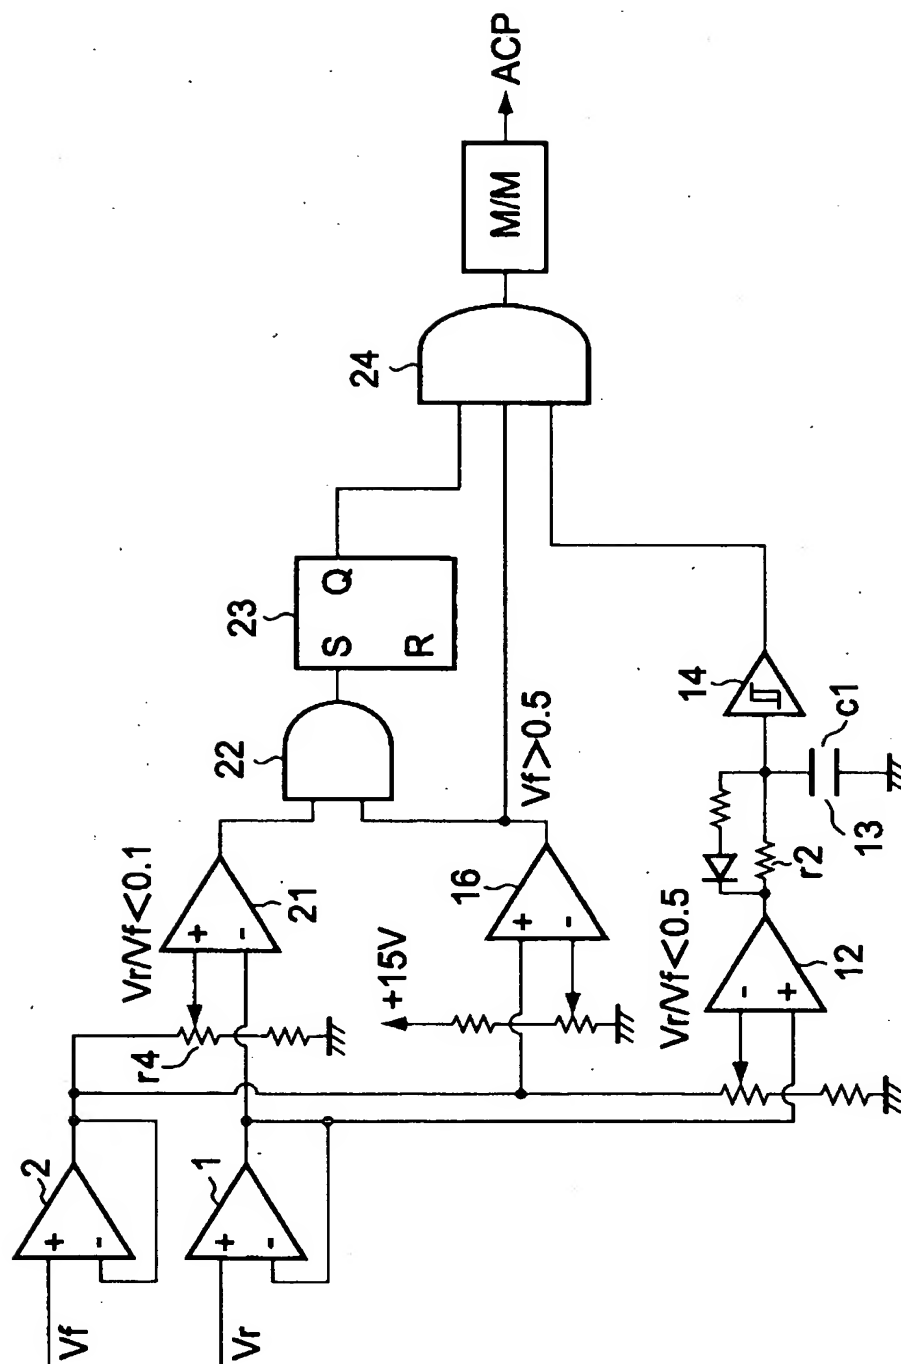 Vf
+
-
2
Vr
+
-
1
r4
Vr/Vf<0.1
+
-
21
22
23
S
Q
R
+15V
+
-
16
Vf>0.5
Vr/Vf<0.5
-
+
12
r2
13
c1
14
24
M/M
ACP